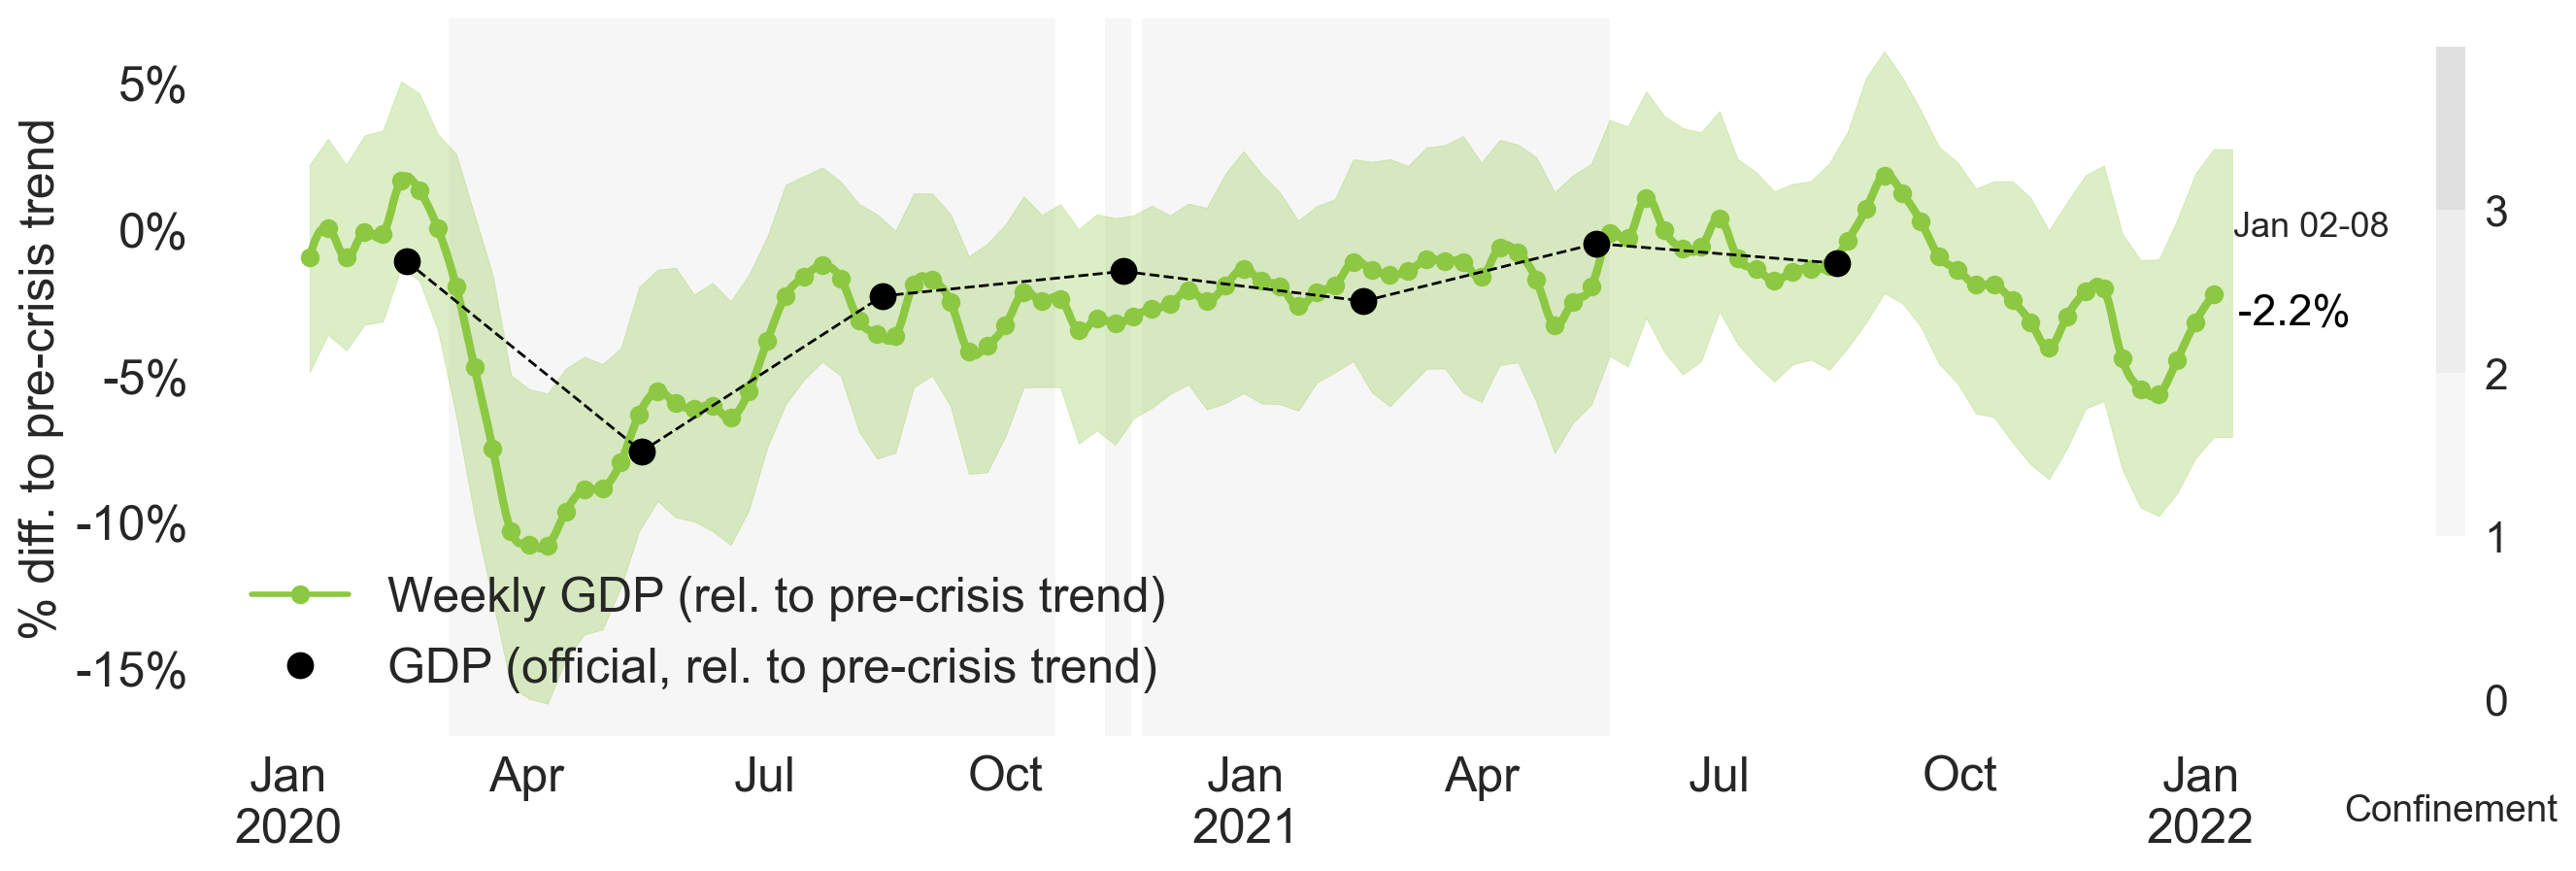 % diff. to pre-crisis trend
5%
0%
-5%
-10%
-15%
Weekly GDP (rel. to pre-crisis trend)
GDP (official, rel. to pre-crisis trend)
Jan 02-08
-2.2%
3
2
1
0
Confinement
Jan Apr Jul Oct Jan Apr Jul Oct Jan
2020 2021 2022